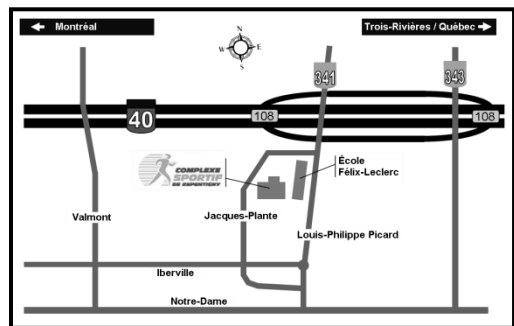 Montréal
Trois-Rivières / Québec
N
W E
S
341
343
40
108
108
COMPLEXE
SPORTIF
DE REPENTIGNY
École
Félix-Leclerc
Valmont
Jacques-Plante
Louis-Philippe Picard
Iberville
Notre-Dame